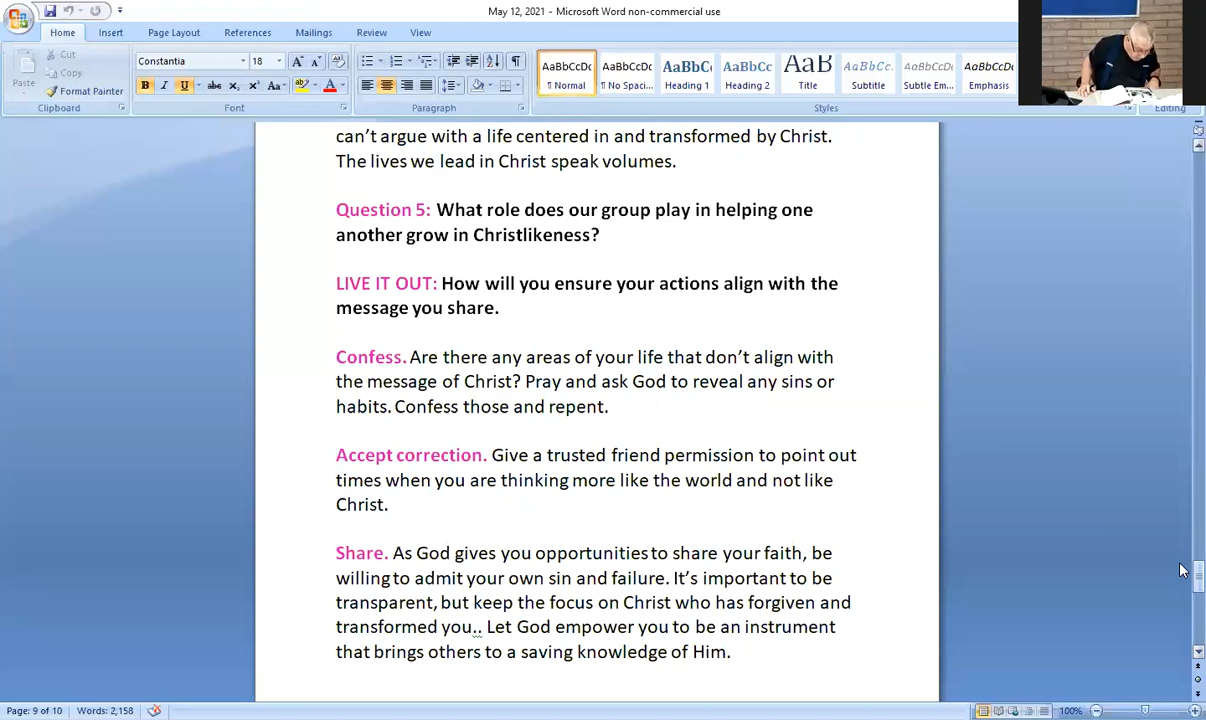 May 12, 2021 - Microsoft Word non-commercial use
Home Insert Page Layout References Mailings Review View
Cut
Copy
Paste
Format Painter
Clipboard
Constantia 18
B I U abc x₂ x² Aa
Font
Paragraph
AaBbCcDc AaBbCcDc AaBbCc AaBbCc AaB AaBbCc AaBbCcDc AaBbCcDc
¶ Normal ¶ No Spaci... Heading 1 Heading 2 Title Subtitle Subtle Em... Emphasis
Styles
Editing
can't argue with a life centered in and transformed by Christ.
The lives we lead in Christ speak volumes.
Question 5: What role does our group play in helping one
another grow in Christlikeness?
LIVE IT OUT: How will you ensure your actions align with the
message you share.
Confess. Are there any areas of your life that don't align with
the message of Christ? Pray and ask God to reveal any sins or
habits. Confess those and repent.
Accept correction. Give a trusted friend permission to point out
times when you are thinking more like the world and not like
Christ.
Share. As God gives you opportunities to share your faith, be
willing to admit your own sin and failure. It's important to be
transparent, but keep the focus on Christ who has forgiven and
transformed you.. Let God empower you to be an instrument
that brings others to a saving knowledge of Him.
Page: 9 of 10 Words: 2,158 100%